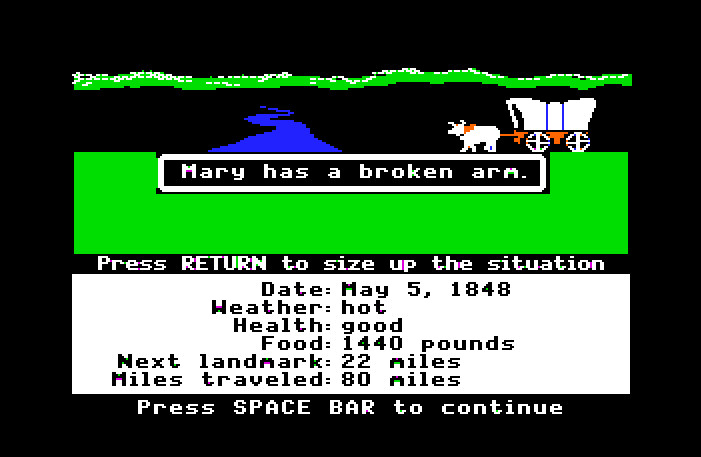 Mary has a broken arm.
Press RETURN to size up the situation
Date: May 5, 1848
Weather: hot
Health: good
Food: 1440 pounds
Next landmark: 22 miles
Miles traveled: 80 miles
Press SPACE BAR to continue